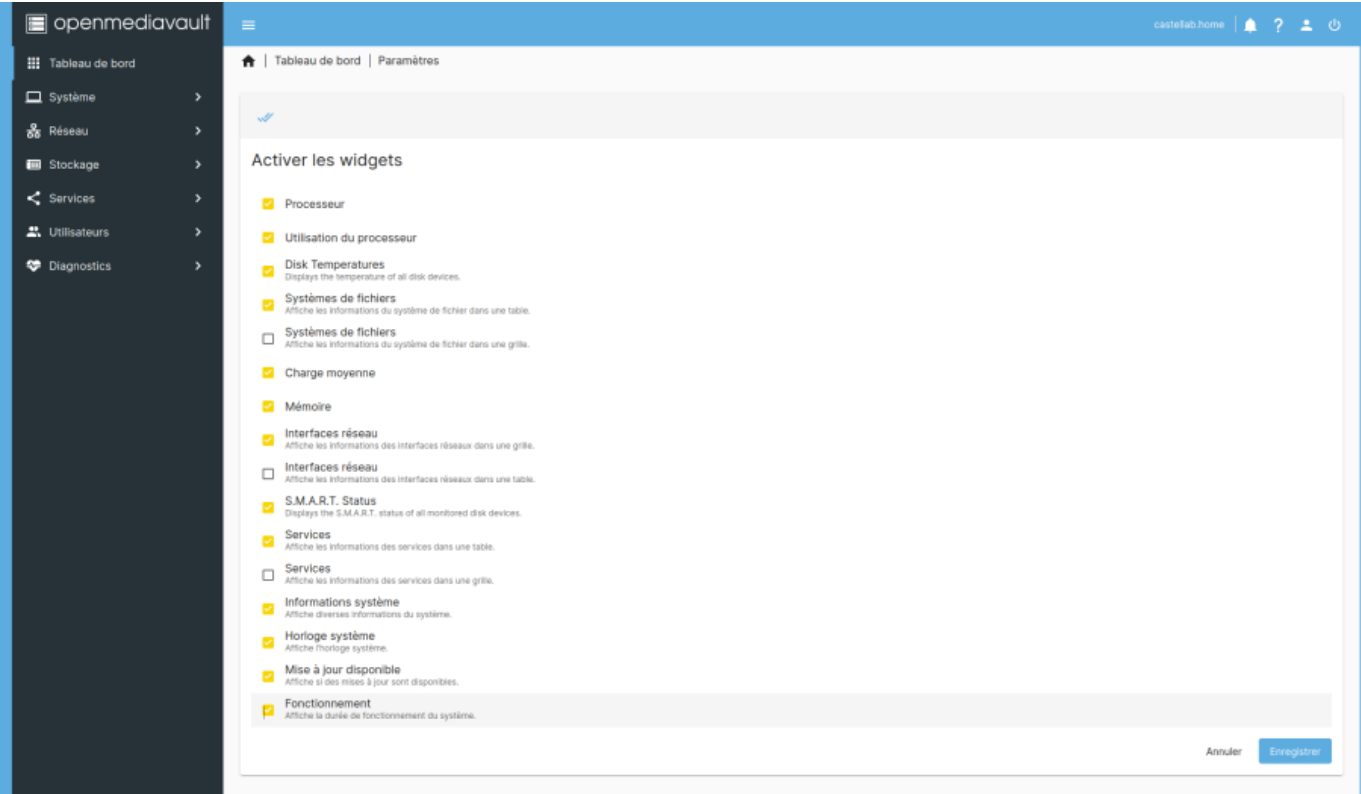 openmediavault
castellab.home
?
Tableau de bord
Système
Réseau
Stockage
Services
Utilisateurs
Diagnostics
Tableau de bord | Paramètres
Activer les widgets
Processeur
Utilisation du processeur
Disk Temperatures
Displays the temperature of all disk devices.
Systèmes de fichiers
Affiche les informations du système de fichier dans une table.
Systèmes de fichiers
Affiche les informations du système de fichier dans une grille.
Charge moyenne
Mémoire
Interfaces réseau
Affiche les informations des interfaces réseaux dans une grille.
Interfaces réseau
Affiche les informations des interfaces réseaux dans une table.
S.M.A.R.T. Status
Displays the S.M.A.R.T. status of all monitored disk devices.
Services
Affiche les informations des services dans une table.
Services
Affiche les informations des services dans une grille.
Informations système
Affiche diverses informations du système.
Horloge système
Affiche l'horloge système.
Mise à jour disponible
Affiche si des mises à jour sont disponibles.
Fonctionnement
Affiche la durée de fonctionnement du système.
Annuler
Enregistrer